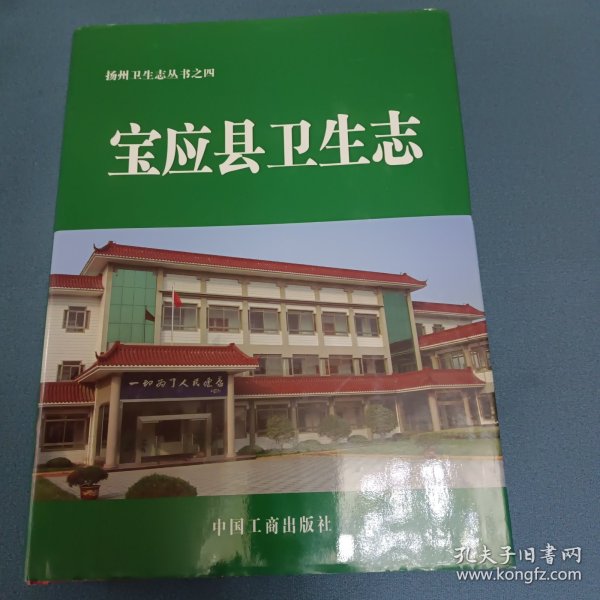 扬州卫生志丛书之四
宝应县卫生志
一切为了人民健康
中国工商出版社
孔夫子旧书网
www.kongfz.com